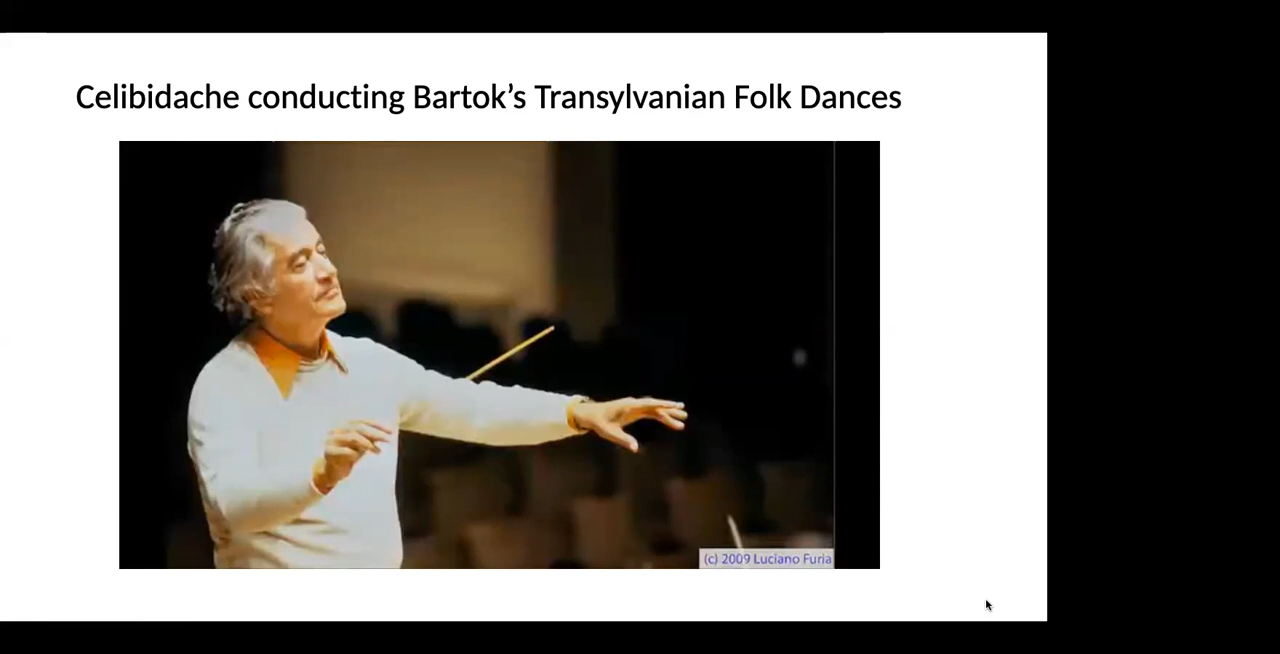 Celibidache conducting Bartok’s Transylvanian Folk Dances
(c) 2009 Luciano Furia